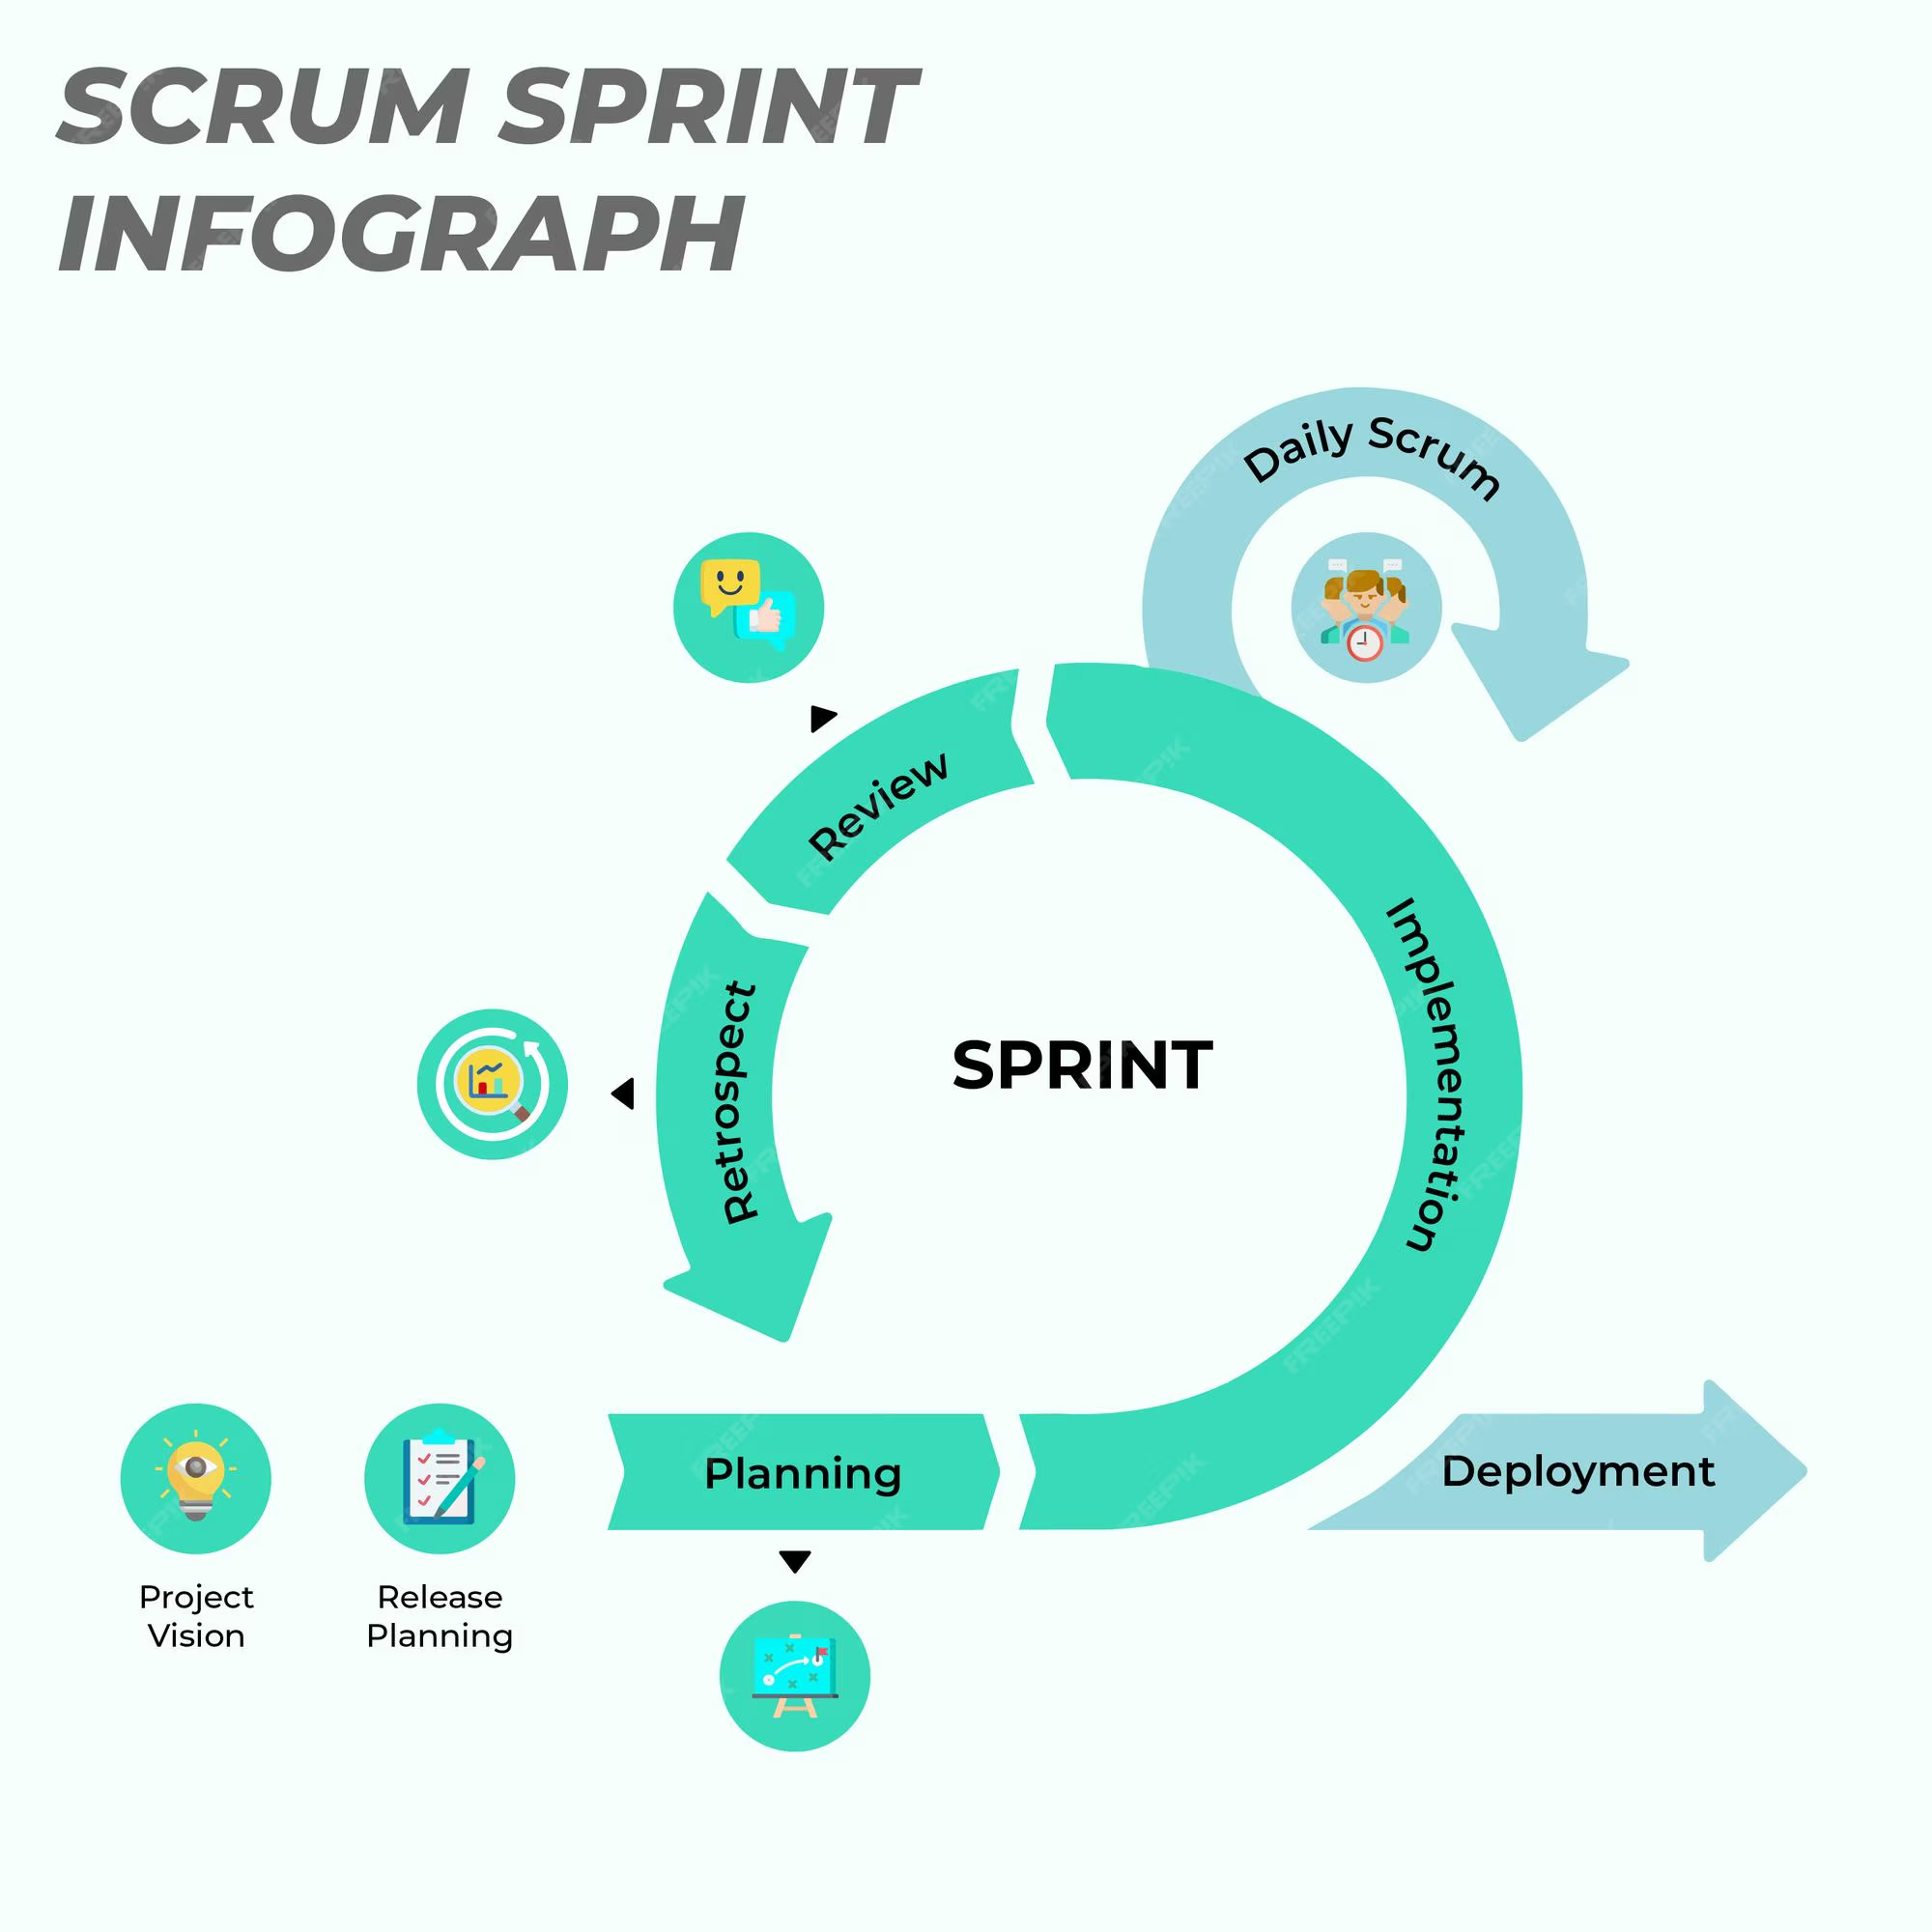 SCRUM SPRINT
INFOGRAPH
Daily Scrum
Review
Implementation
Retrospect
SPRINT
Planning
Deployment
Project
Vision
Release
Planning